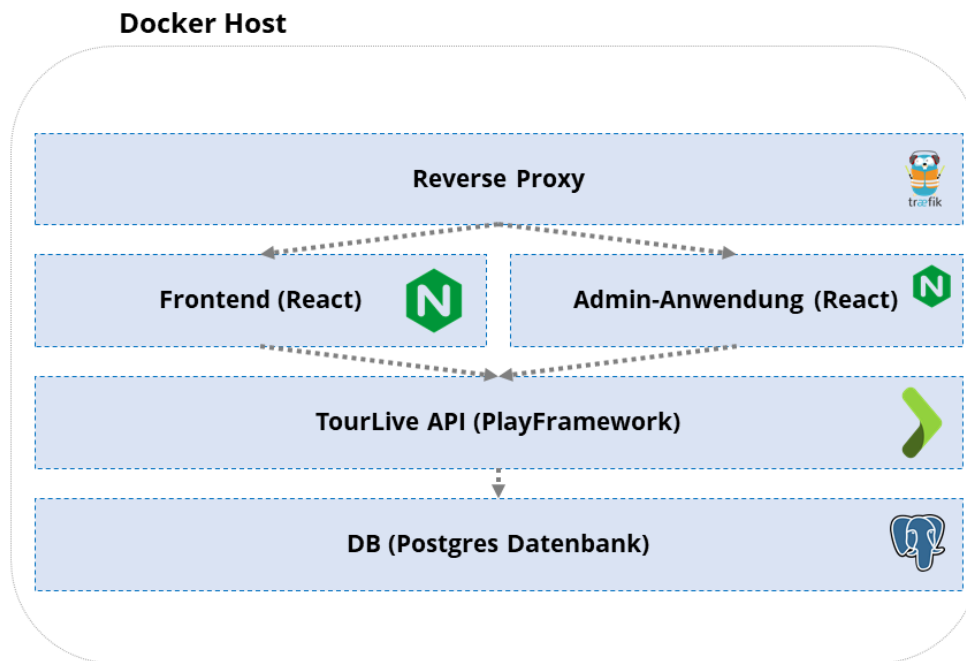 Docker Host
Reverse Proxy
træfik
Frontend (React)
Admin-Anwendung (React)
TourLive API (PlayFramework)
DB (Postgres Datenbank)